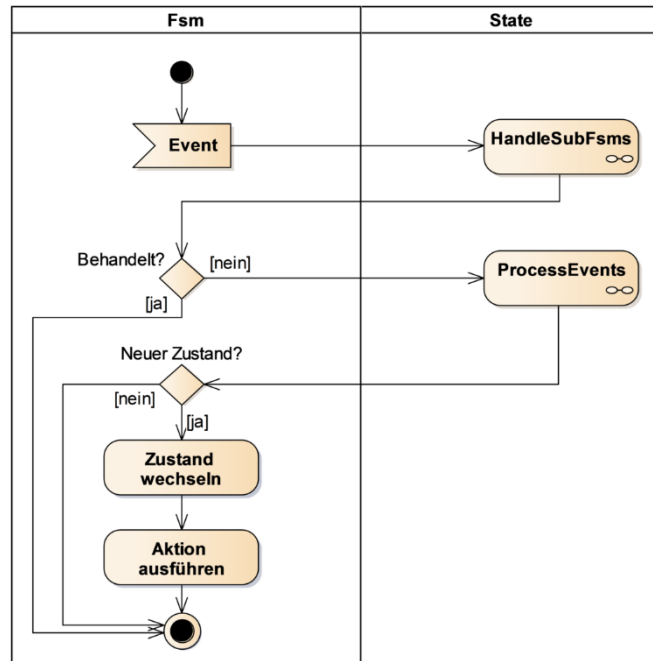 Fsm
State
Event
HandleSubFsms
Behandelt?
[nein]
ProcessEvents
[ja]
Neuer Zustand?
[nein]
[ja]
Zustand
wechseln
Aktion
ausführen